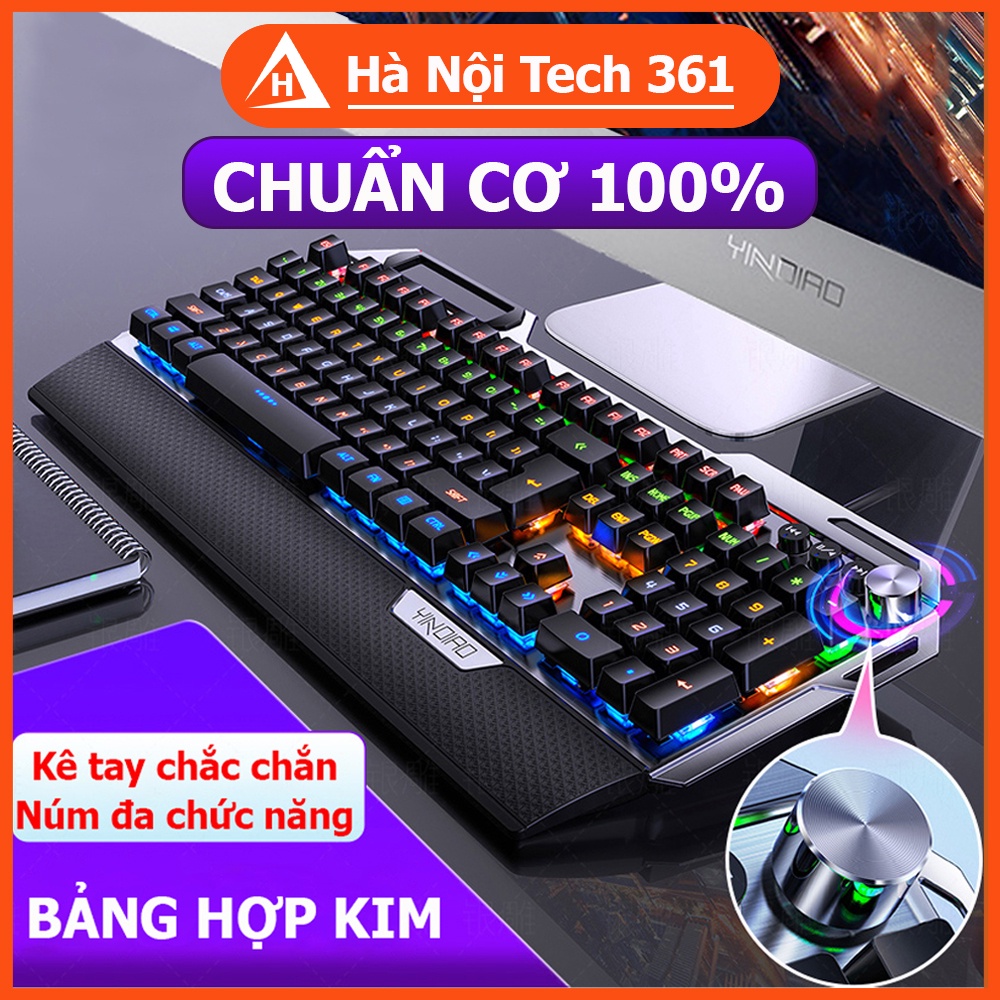 H
Hà Nội Tech 361
CHUẨN CƠ 100%
YINDIAO
YINDIAO
Kê tay chắc chắn
Núm đa chức năng
BẢNG HỢP KIM